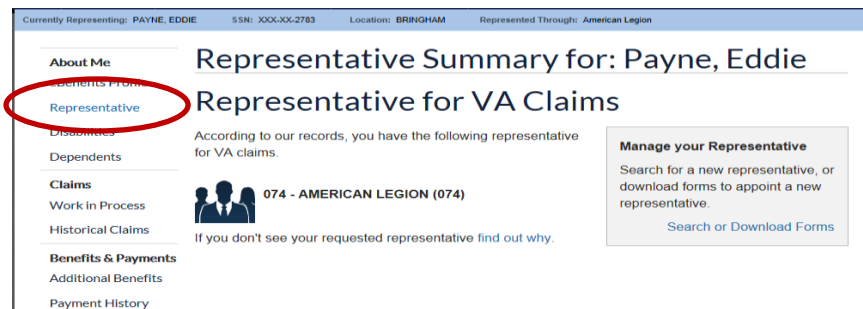 Currently Representing: PAYNE, EDDIE SSN: XXX-XX-2783 Location: BRINGHAM Represented Through: American Legion
About Me
eBenefits Profile
Representative
Disabilities
Dependents
Claims
Work in Process
Historical Claims
Benefits & Payments
Additional Benefits
Payment History
Representative Summary for: Payne, Eddie
Representative for VA Claims
According to our records, you have the following representative
for VA claims.
074 - AMERICAN LEGION (074)
If you don't see your requested representative find out why.
Manage your Representative
Search for a new representative, or
download forms to appoint a new
representative.
Search or Download Forms